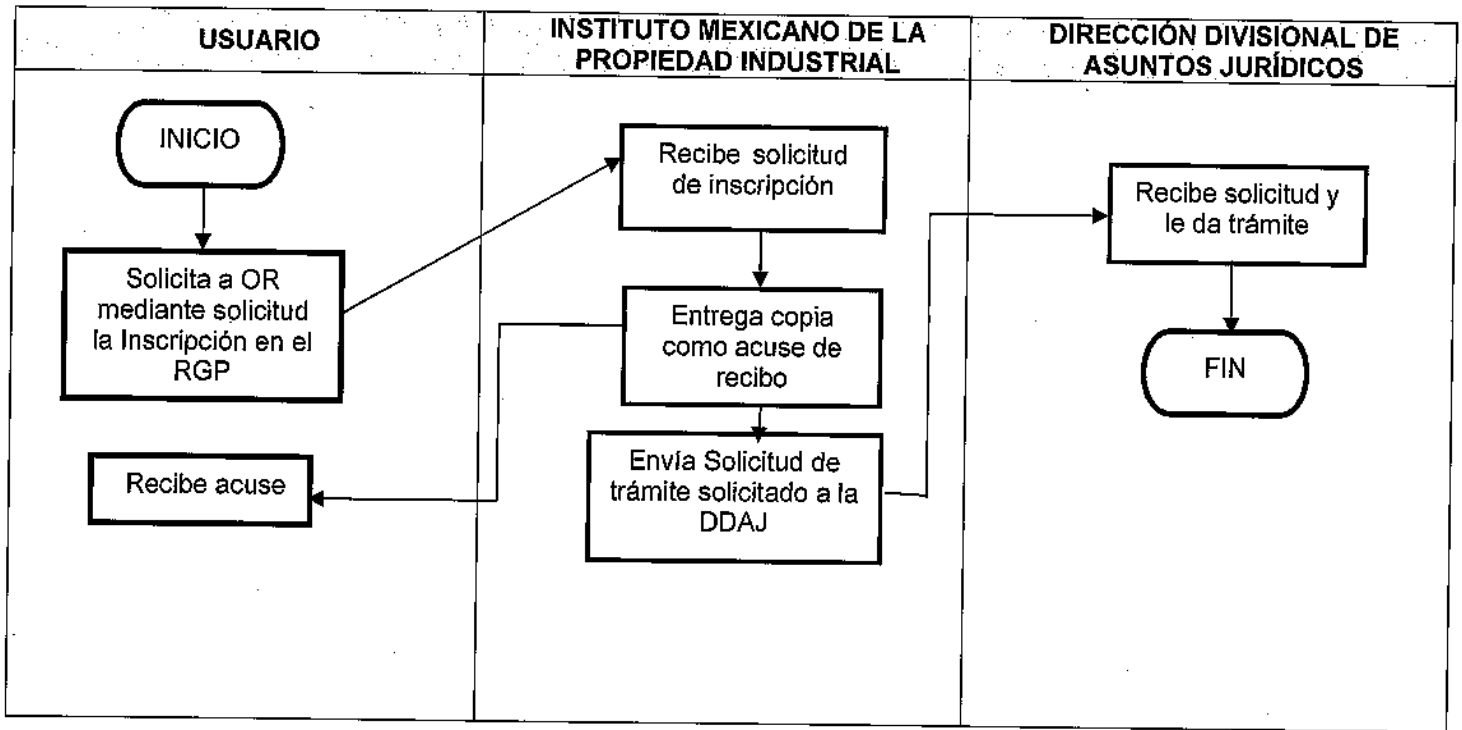 USUARIO
INSTITUTO MEXICANO DE LA
PROPIEDAD INDUSTRIAL
DIRECCIÓN DIVISIONAL DE
ASUNTOS JURÍDICOS
INICIO
Solicita a OR
mediante solicitud
la Inscripción en el
RGP
Recibe acuse
Recibe solicitud
de inscripción
Entrega copia
como acuse de
recibo
Envía Solicitud de
trámite solicitado a la
DDAJ
Recibe solicitud y
le da trámite
FIN